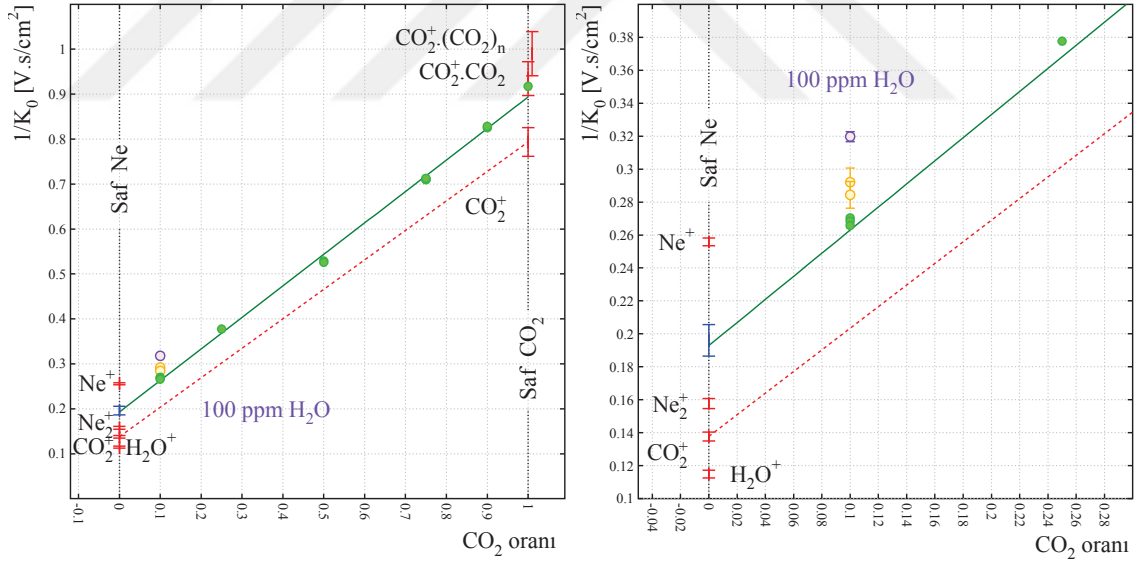 1/K₀ [V.s/cm²]
1
0.9
0.8
0.7
0.6
0.5
0.4
0.3
0.2
0.1
Saf Ne
CO₂⁺.(CO₂)ₙ
CO₂⁺.CO₂
CO₂⁺
Saf CO₂
Ne⁺
Ne₂⁺
CO₂⁺
H₂O⁺
100 ppm H₂O
-0.1
0
0.1
0.2
0.3
0.4
0.5
0.6
0.7
0.8
0.9
1
CO₂ oranı
1/K₀ [V.s/cm²]
0.38
0.36
0.34
0.32
0.3
0.28
0.26
0.24
0.22
0.2
0.18
0.16
0.14
0.12
0.1
Saf Ne
100 ppm H₂O
Ne⁺
Ne₂⁺
CO₂⁺
H₂O⁺
-0.04
-0.02
0
0.02
0.04
0.06
0.08
0.1
0.12
0.14
0.16
0.18
0.20
0.22
0.24
0.26
0.28
CO₂ oranı